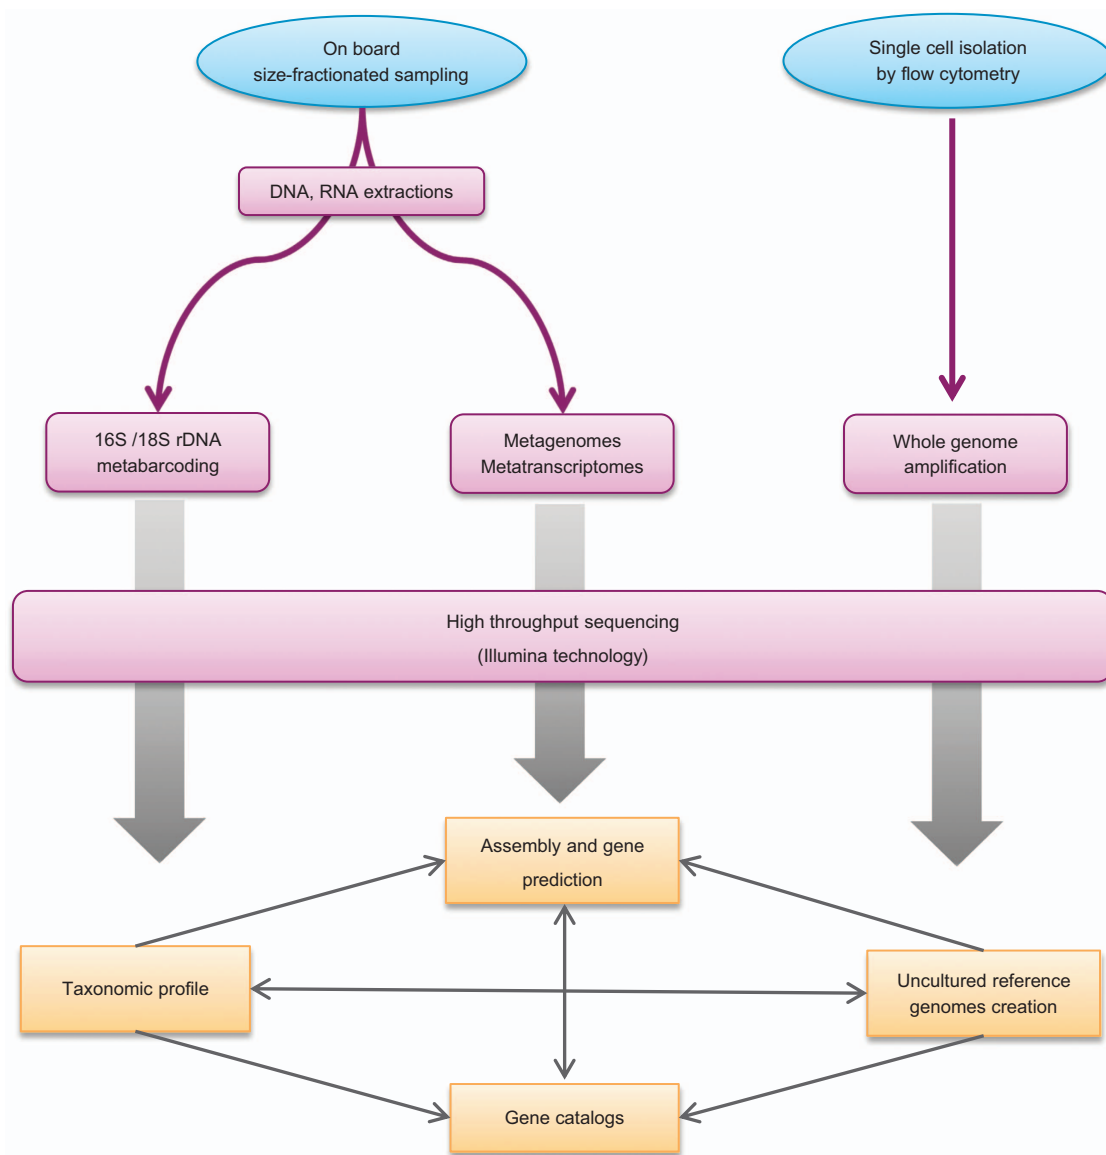 On board
size-fractionated sampling
Single cell isolation
by flow cytometry
DNA, RNA extractions
16S /18S rDNA
metabarcoding
Metagenomes
Metatranscriptomes
Whole genome
amplification
High throughput sequencing
(Illumina technology)
Assembly and gene
prediction
Taxonomic profile
Uncultured reference
genomes creation
Gene catalogs